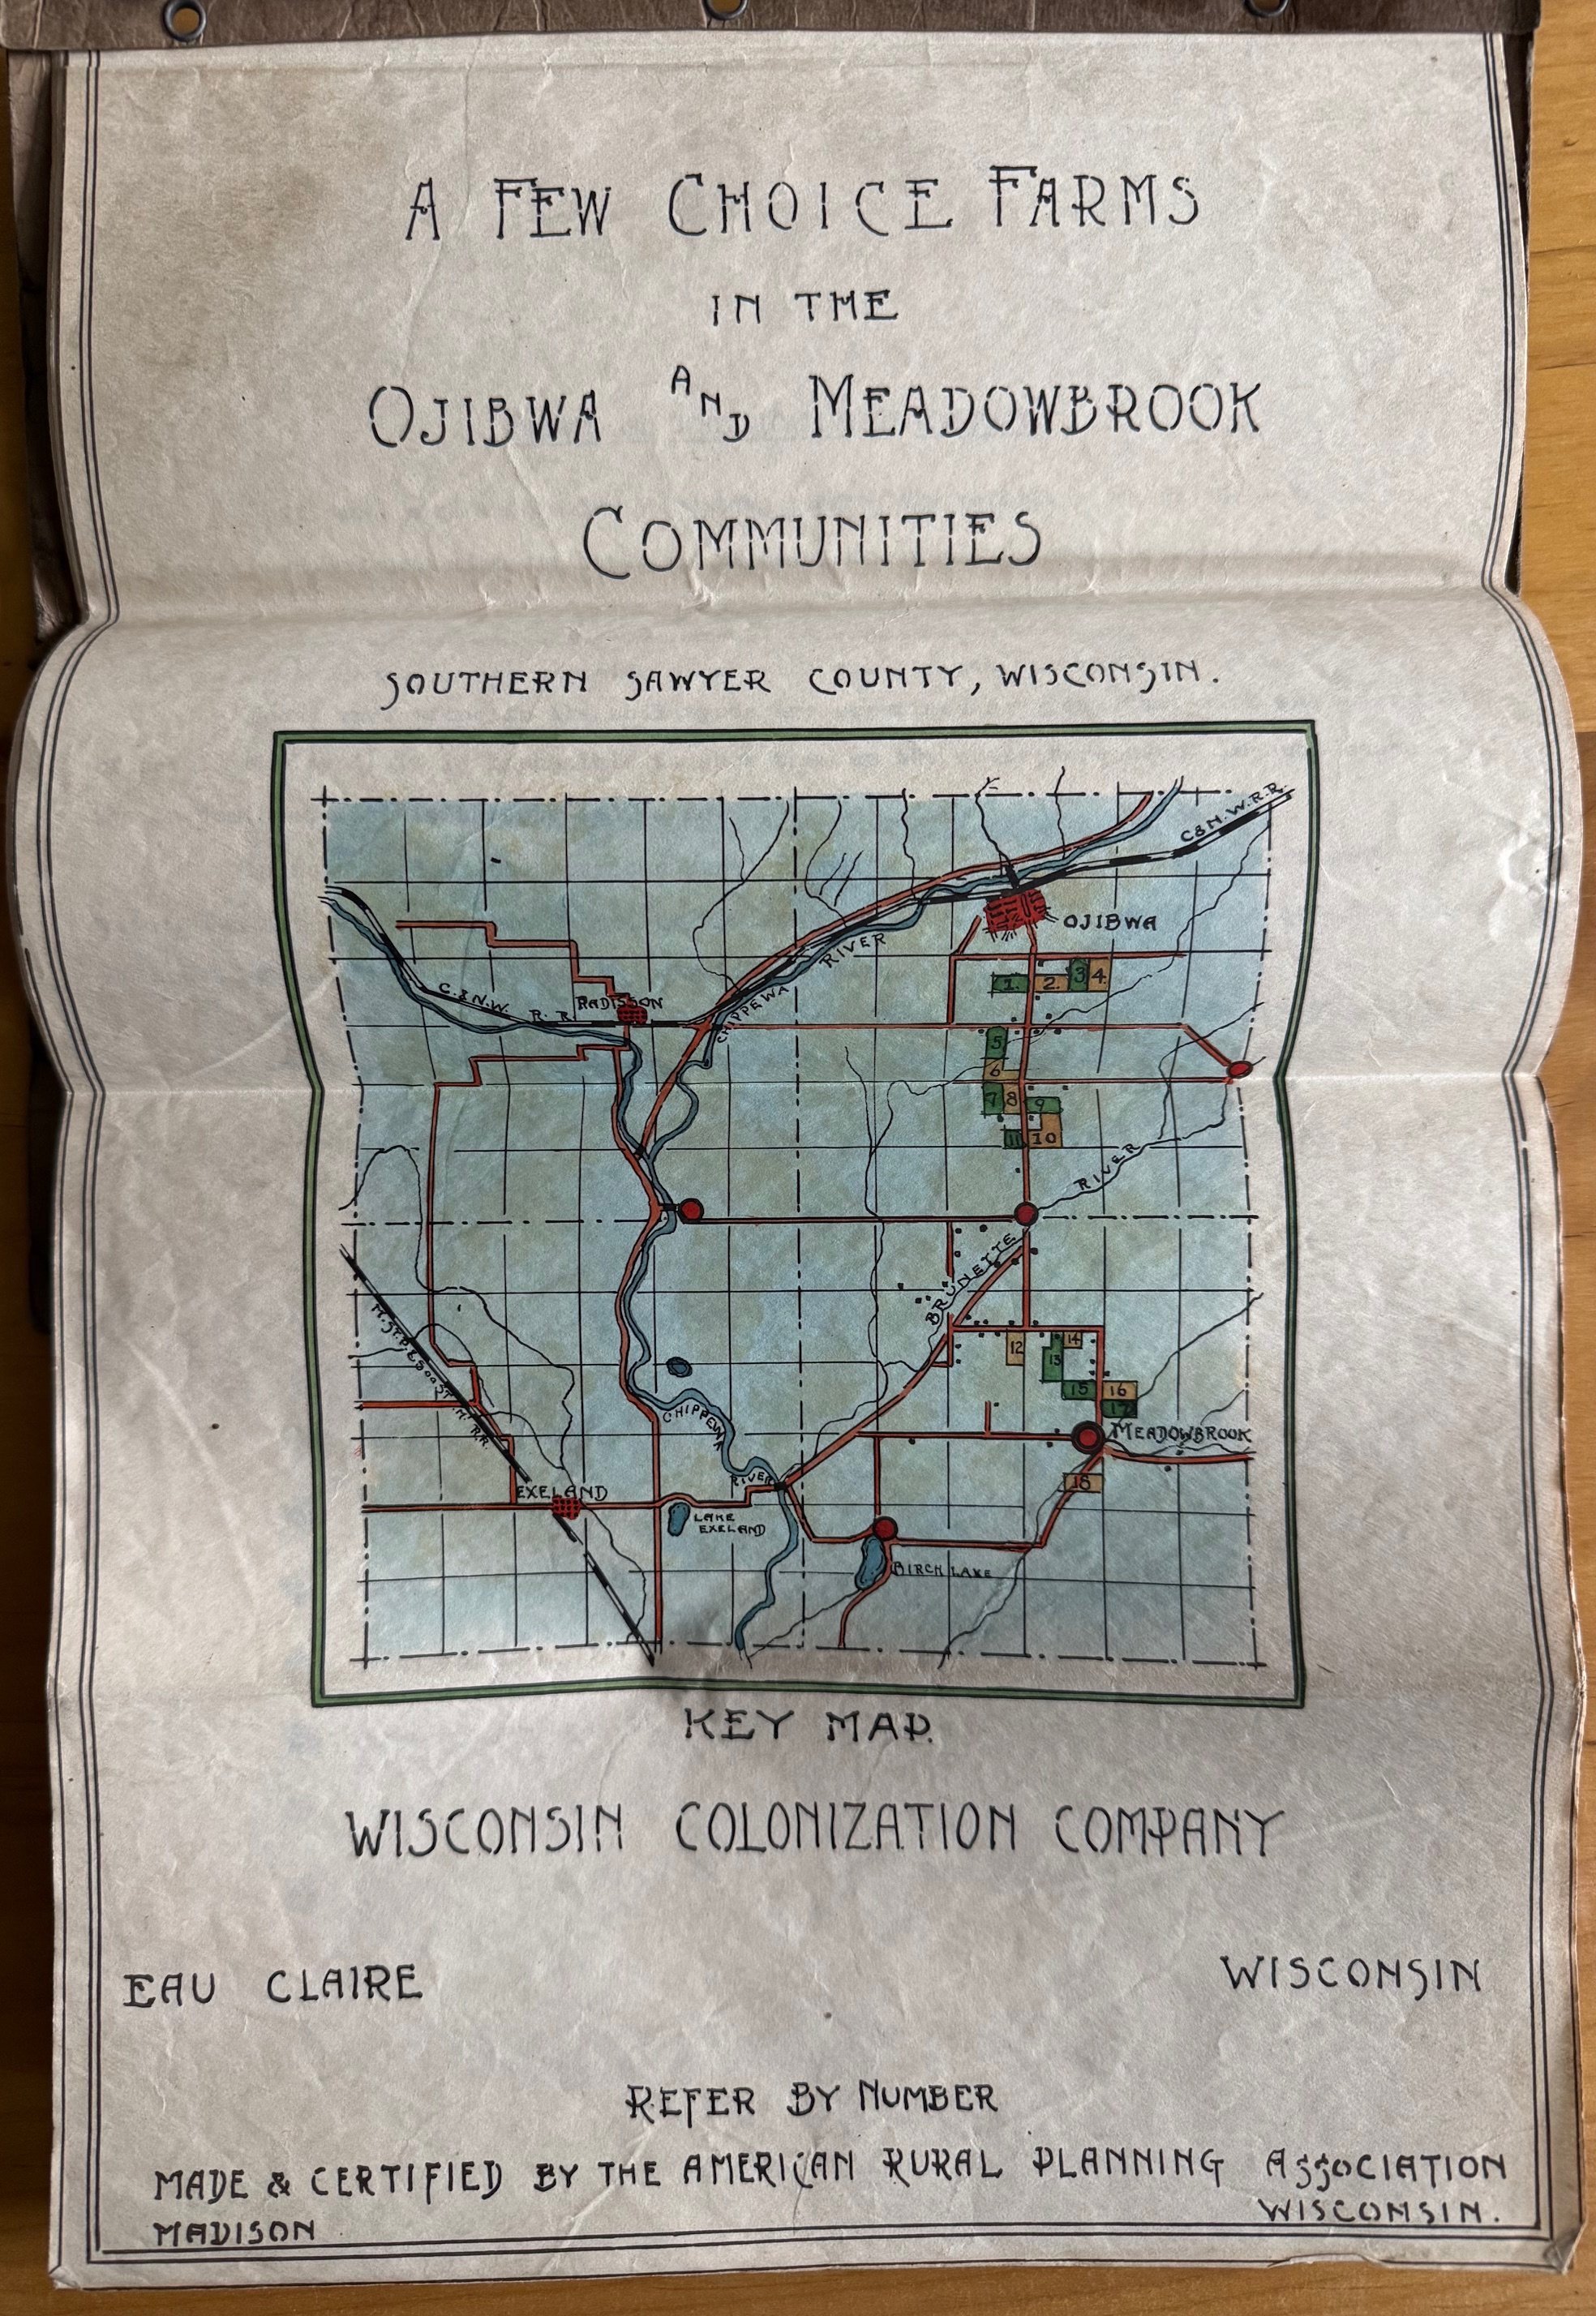 A FEW CHOICE FARMS
IN THE
OJIBWA AND MEADOWBROOK
COMMUNITIES
SOUTHERN SAWYER COUNTY, WISCONSIN.
C&N.W.R.R.
OJIBWA
RIVER
CHIPPEWA
1. 2. 3 4.
C.&N.W. R. R.
RADISSON
5
6
7 8 9
11 10
RIVER
BRUNETTE
12 13 14
15 16
17
CHIPPEWA
RIVER
MEADOWBROOK
18
EXELAND
LAKE
EXELAND
BIRCH LAKE
KEY MAP.
WISCONSIN COLONIZATION COMPANY
EAU CLAIRE WISCONSIN
REFER BY NUMBER
MADE & CERTIFIED BY THE AMERICAN RURAL PLANNING ASSOCIATION
MADISON WISCONSIN.